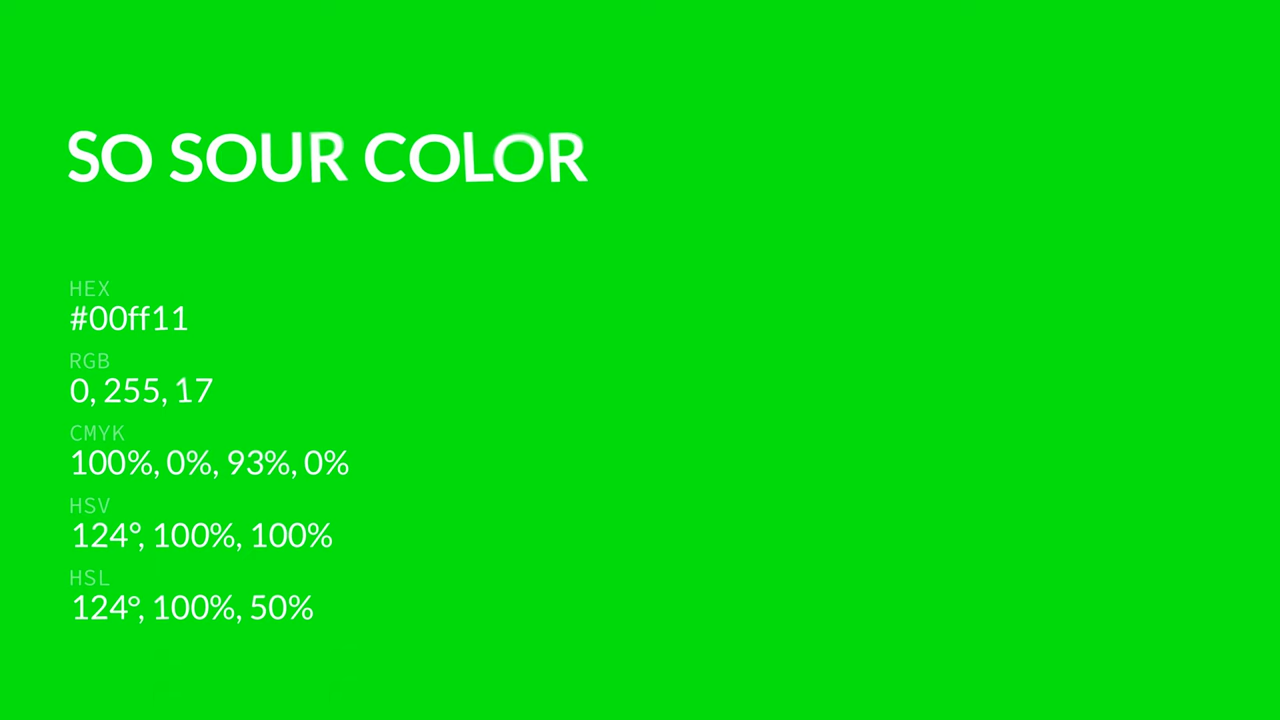 SO SOUR COLOR
HEX
#00ff11
RGB
0, 255, 17
CMYK
100%, 0%, 93%, 0%
HSV
124°, 100%, 100%
HSL
124°, 100%, 50%